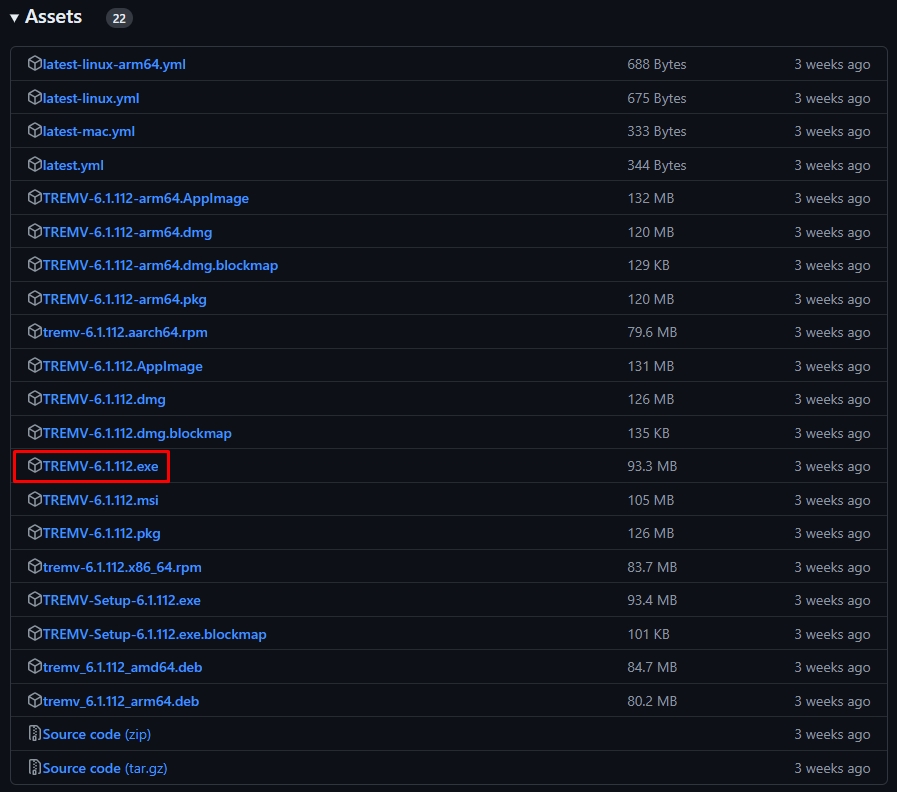 Assets 22
latest-linux-arm64.yml 688 Bytes 3 weeks ago
latest-linux.yml 675 Bytes 3 weeks ago
latest-mac.yml 333 Bytes 3 weeks ago
latest.yml 344 Bytes 3 weeks ago
TREMV-6.1.112-arm64.AppImage 132 MB 3 weeks ago
TREMV-6.1.112-arm64.dmg 120 MB 3 weeks ago
TREMV-6.1.112-arm64.dmg.blockmap 129 KB 3 weeks ago
TREMV-6.1.112-arm64.pkg 120 MB 3 weeks ago
tremv-6.1.112.aarch64.rpm 79.6 MB 3 weeks ago
TREMV-6.1.112.AppImage 131 MB 3 weeks ago
TREMV-6.1.112.dmg 126 MB 3 weeks ago
TREMV-6.1.112.dmg.blockmap 135 KB 3 weeks ago
TREMV-6.1.112.exe 93.3 MB 3 weeks ago
TREMV-6.1.112.msi 105 MB 3 weeks ago
TREMV-6.1.112.pkg 126 MB 3 weeks ago
tremv-6.1.112.x86_64.rpm 83.7 MB 3 weeks ago
TREMV-Setup-6.1.112.exe 93.4 MB 3 weeks ago
TREMV-Setup-6.1.112.exe.blockmap 101 KB 3 weeks ago
tremv_6.1.112_amd64.deb 84.7 MB 3 weeks ago
tremv_6.1.112_arm64.deb 80.2 MB 3 weeks ago
Source code (zip) 3 weeks ago
Source code (tar.gz) 3 weeks ago